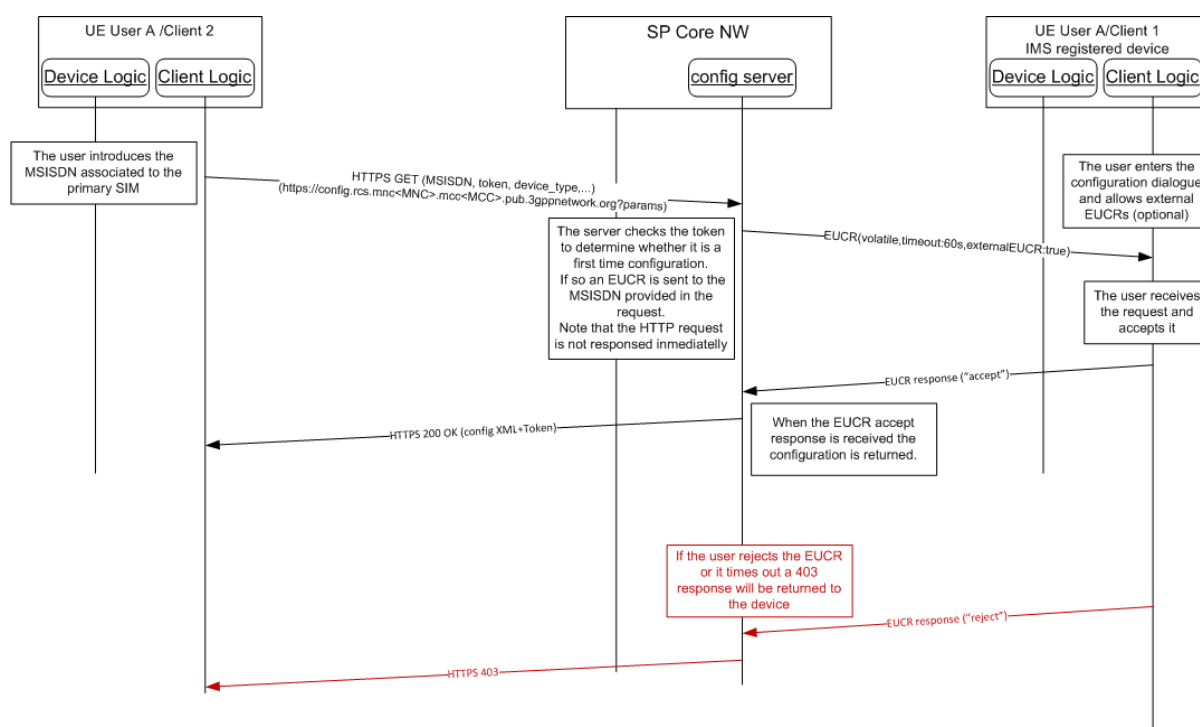 UE User A /Client 2
SP Core NW
UE User A/Client 1
IMS registered device
Device Logic
Client Logic
config server
Device Logic
Client Logic
The user introduces the
MSISDN associated to the
primary SIM
HTTPS GET (MSISDN, token, device_type,...)
(https://config.rcs.mnc<MNC>.mcc<MCC>.pub.3gppnetwork.org?params)
The user enters the
configuration dialogue
and allows external
EUCRs (optional)
The server checks the token
to determine whether it is a
first time configuration.
If so an EUCR is sent to the
MSISDN provided in the
request.
Note that the HTTP request
is not responsed inmediatelly
EUCR(volatile,timeout:60s,externalEUCR:true)
The user receives
the request and
accepts it
EUCR response ("accept")
HTTPS 200 OK (config XML+Token)
When the EUCR accept
response is received the
configuration is returned.
If the user rejects the EUCR
or it times out a 403
response will be returned to
the device
EUCR response ("reject")
HTTPS 403